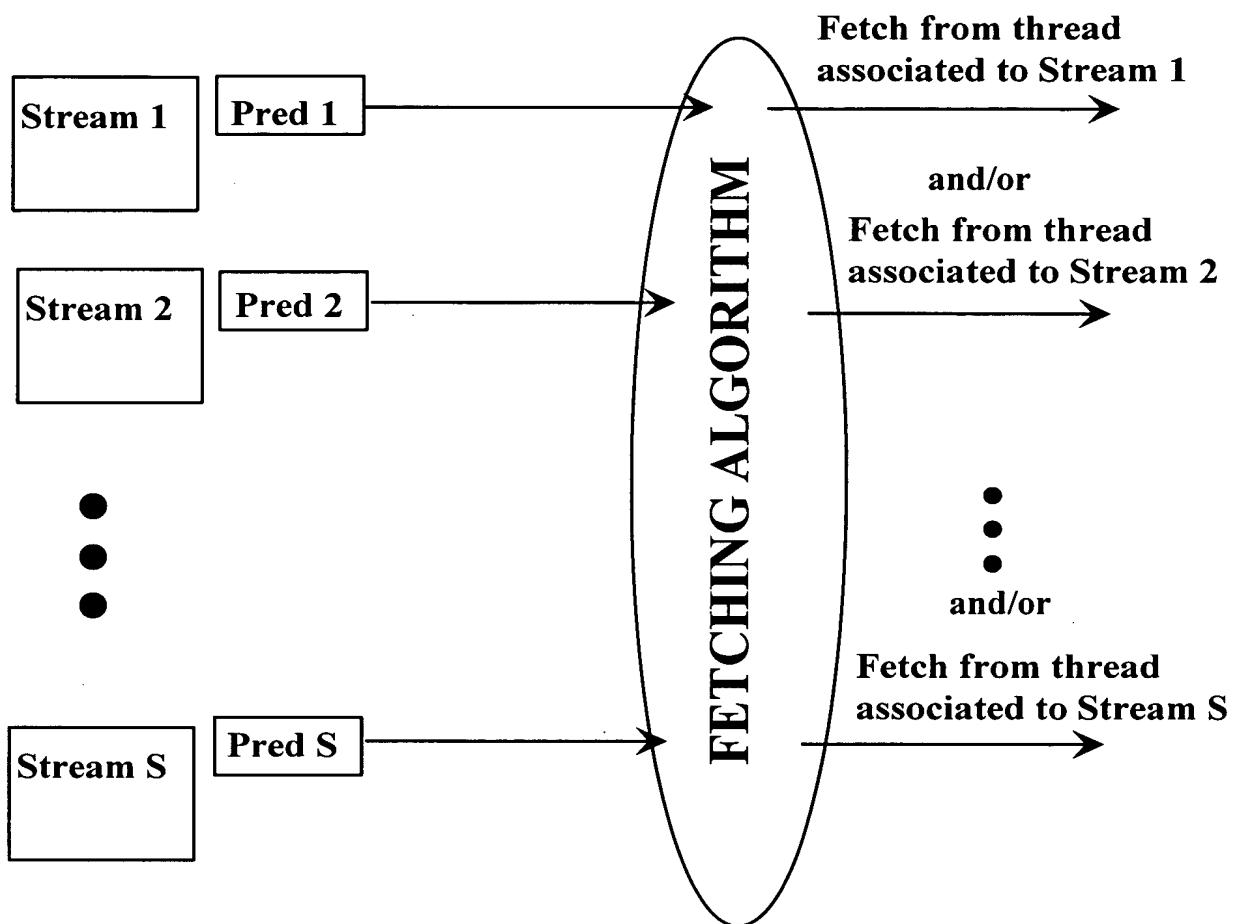 Fetch from thread
associated to Stream 1
Stream 1
Pred 1
and/or
Fetch from thread
associated to Stream 2
Stream 2
Pred 2
FETCHING ALGORITHM
and/or
Fetch from thread
associated to Stream S
Stream S
Pred S